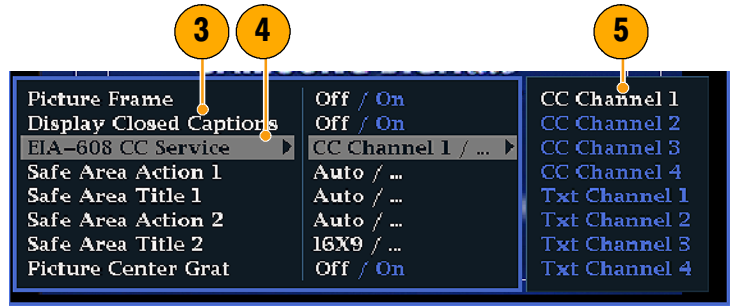 3 4 5
Picture Frame Off / On CC Channel 1
Display Closed Captions Off / On CC Channel 2
EIA-608 CC Service CC Channel 1 / ... CC Channel 3
Safe Area Action 1 Auto / ... CC Channel 4
Safe Area Title 1 Auto / ... Txt Channel 1
Safe Area Action 2 Auto / ... Txt Channel 2
Safe Area Title 2 16X9 / ... Txt Channel 3
Picture Center Grat Off / On Txt Channel 4